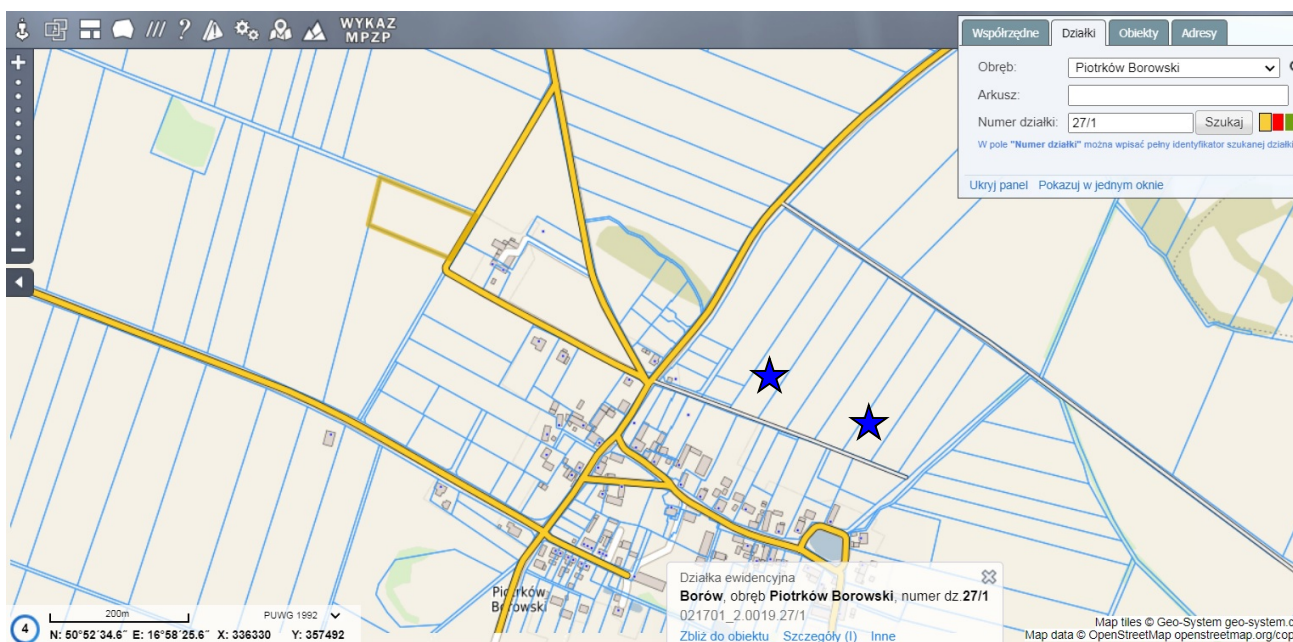 WYKAZ
MPZP
Współrzędne Działki Obiekty Adresy
Obręb: Piotrków Borowski
Arkusz:
Numer działki: 27/1 Szukaj
W pole "Numer działki" można wpisać pełny identyfikator szukanej działki
Ukryj panel Pokazuj w jednym oknie
Piotrków
Borowski
Działka ewidencyjna
Borów, obręb Piotrków Borowski, numer dz.27/1
021701_2.0019.27/1
Zbliż do obiektu Szczegóły (I) Inne
200m PUWG 1992
4 N: 50°52'34.6" E: 16°58'25.6" X: 336330 Y: 357492
Map tiles © Geo-System geo-system.c
Map data © OpenStreetMap openstreetmap.org/cop